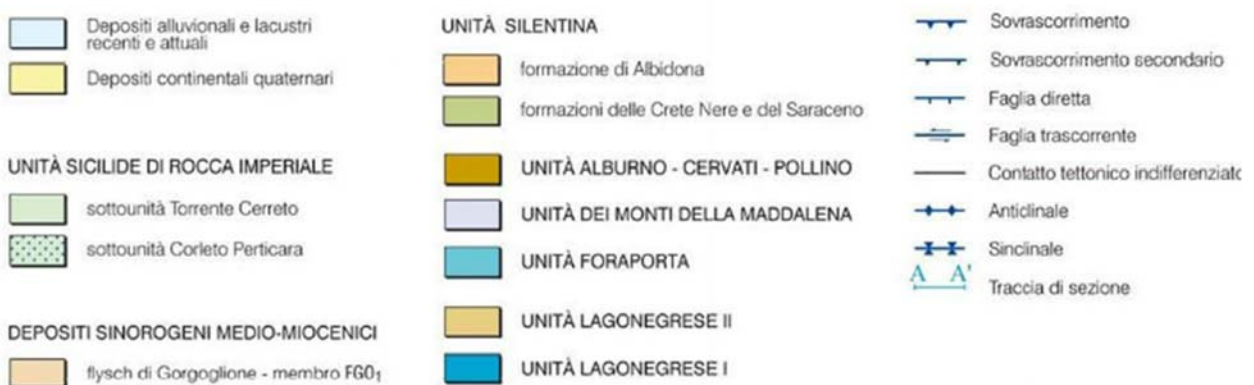 Depositi alluvionali e lacustri
recenti e attuali
Depositi continentali quaternari
UNITÀ SICILIDE DI ROCCA IMPERIALE
sottounità Torrente Cerreto
sottounità Corleto Perticara
DEPOSITI SINOROGENI MEDIO-MIOCENICI
flysch di Gorgoglione - membro FGO₁
UNITÀ SILENTINA
formazione di Albidona
formazioni delle Crete Nere e del Saraceno
UNITÀ ALBURNO - CERVATI - POLLINO
UNITÀ DEI MONTI DELLA MADDALENA
UNITÀ FORAPORTA
UNITÀ LAGONEGRESE II
UNITÀ LAGONEGRESE I
Sovrascorrimento
Sovrascorrimento secondario
Faglia diretta
Faglia trascorrente
Contatto tettonico indifferenziato
Anticlinale
Sinclinale
A A' Traccia di sezione